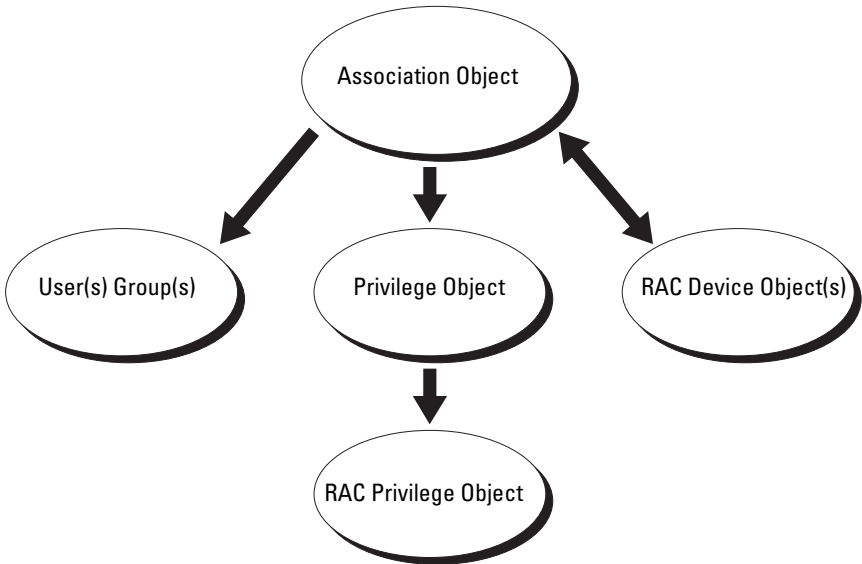 Association Object
User(s) Group(s)
Privilege Object
RAC Device Object(s)
RAC Privilege Object